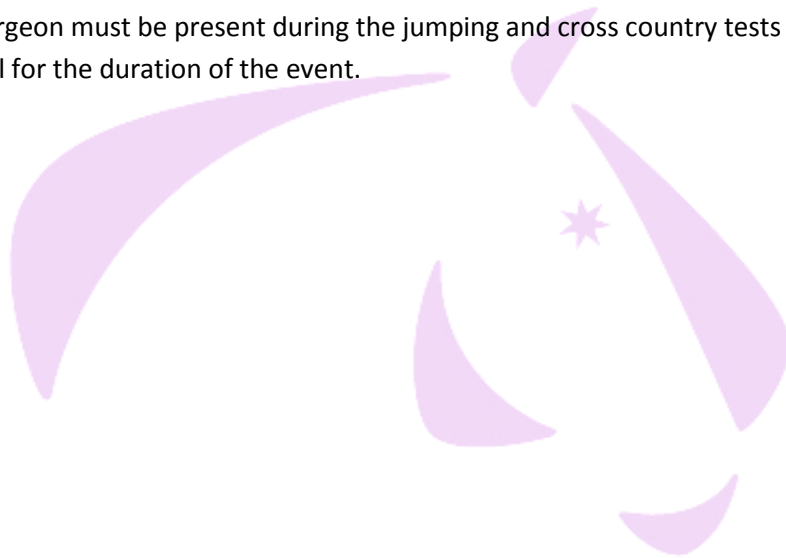 rgeon must be present during the jumping and cross country tests
l for the duration of the event.